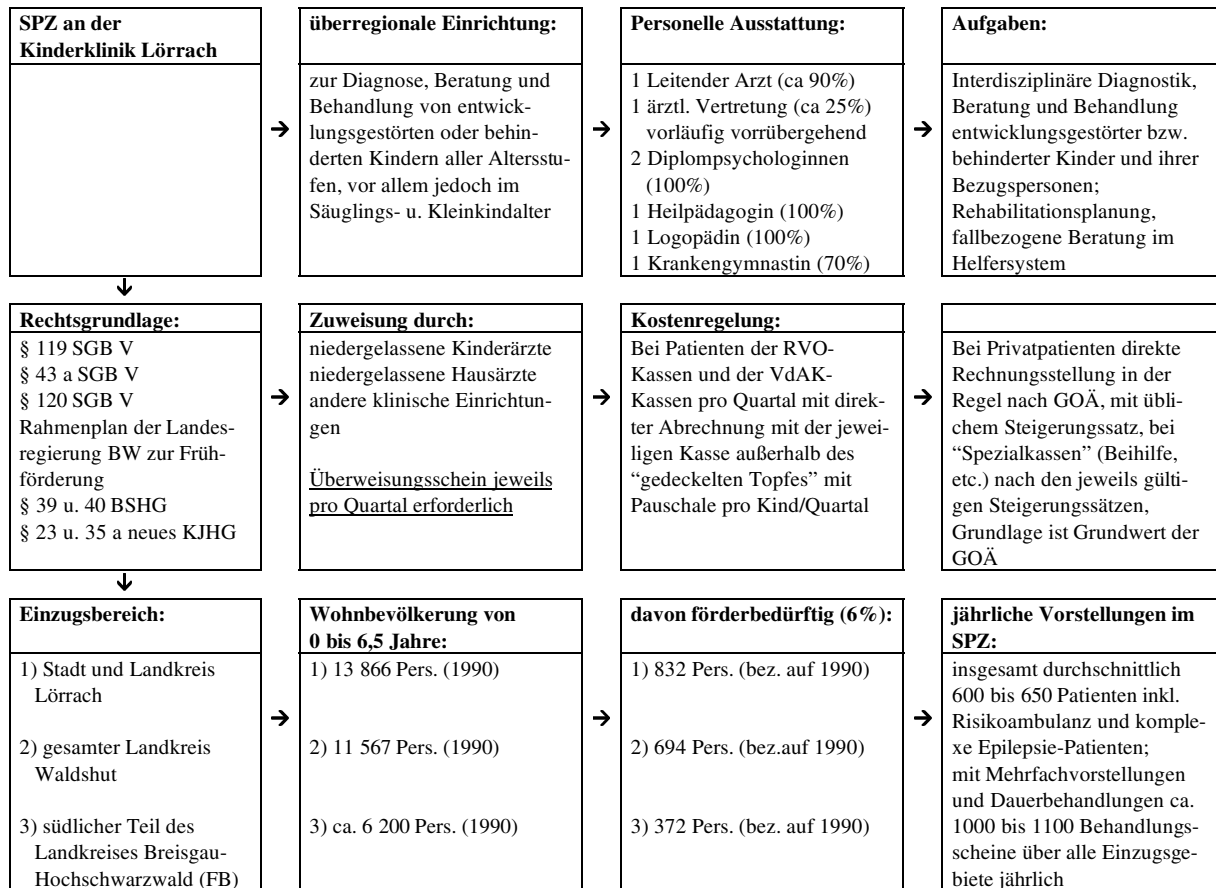 SPZ an der
Kinderklinik Lörrach
überregionale Einrichtung:
zur Diagnose, Beratung und
Behandlung von entwick-
lungsgestörten oder behin-
derten Kindern aller Altersstu-
fen, vor allem jedoch im
Säuglings- u. Kleinkindalter
Personelle Ausstattung:
1 Leitender Arzt (ca 90%)
1 ärztl. Vertretung (ca 25%)
vorläufig vorrübergehend
2 Diplompsychologinnen
(100%)
1 Heilpädagogin (100%)
1 Logopädin (100%)
1 Krankengymnastin (70%)
Aufgaben:
Interdisziplinäre Diagnostik,
Beratung und Behandlung
entwicklungsgestörter bzw.
behinderter Kinder und ihrer
Bezugspersonen;
Rehabilitationsplanung,
fallbezogene Beratung im
Helfersystem
Rechtsgrundlage:
§ 119 SGB V
§ 43 a SGB V
§ 120 SGB V
Rahmenplan der Landes-
regierung BW zur Früh-
förderung
§ 39 u. 40 BSHG
§ 23 u. 35 a neues KJHG
Zuweisung durch:
niedergelassene Kinderärzte
niedergelassene Hausärzte
andere klinische Einrichtun-
gen
Überweisungsschein jeweils
pro Quartal erforderlich
Kostenregelung:
Bei Patienten der RVO-
Kassen und der VdAK-
Kassen pro Quartal mit direk-
ter Abrechnung mit der jewei-
ligen Kasse außerhalb des
“gedeckelten Topfes” mit
Pauschale pro Kind/Quartal
Bei Privatpatienten direkte
Rechnungsstellung in der
Regel nach GOÄ, mit übli-
chem Steigerungssatz, bei
“Spezialkassen” (Beihilfe,
etc.) nach den jeweils gülti-
gen Steigerungssätzen,
Grundlage ist Grundwert der
GOÄ
Einzugsbereich:
1) Stadt und Landkreis
Lörrach
2) gesamter Landkreis
Waldshut
3) südlicher Teil des
Landkreises Breisgau-
Hochschwarzwald (FB)
Wohnbevölkerung von
0 bis 6,5 Jahre:
1) 13 866 Pers. (1990)
2) 11 567 Pers. (1990)
3) ca. 6 200 Pers. (1990)
davon förderbedürftig (6%):
1) 832 Pers. (bez. auf 1990)
2) 694 Pers. (bez.auf 1990)
3) 372 Pers. (bez. auf 1990)
jährliche Vorstellungen im
SPZ:
insgesamt durchschnittlich
600 bis 650 Patienten inkl.
Risikoambulanz und komple-
xe Epilepsie-Patienten;
mit Mehrfachvorstellungen
und Dauerbehandlungen ca.
1000 bis 1100 Behandlungs-
scheine über alle Einzugsge-
biete jährlich